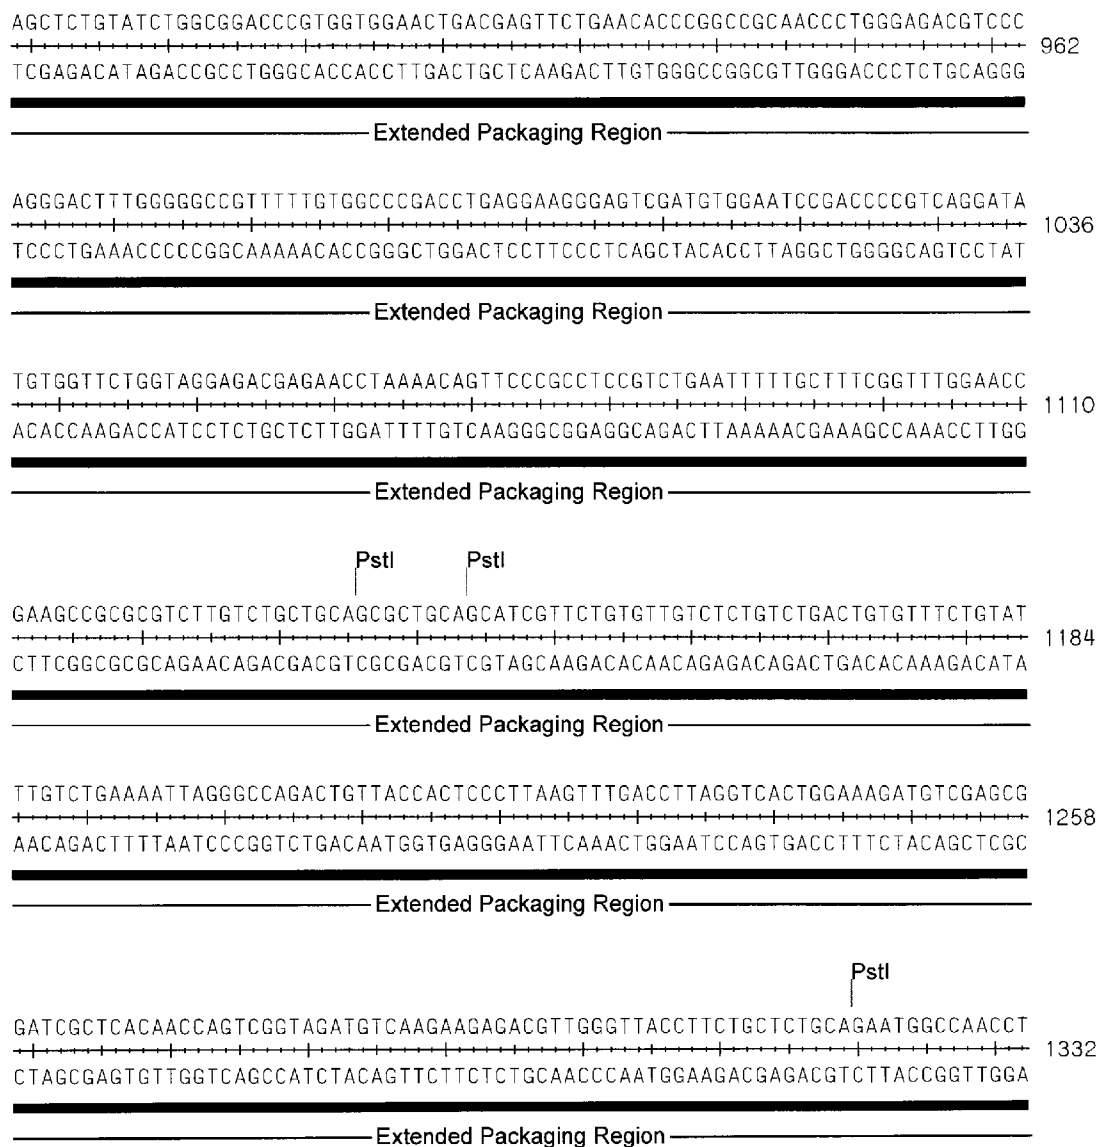 AGCTCTGTATCTGGCGGACCCGTGGTGGAACTGACGAGTTCTGAACACCCGGCCGCAACCCTGGGAGACGTCCC
962
TCGAGACATAGACCGCCTGGGCACCACCTTGACTGCTCAAGACTTGTGGGCCGGCGTTGGGACCCTCTGCAGGG
Extended Packaging Region
AGGGACTTTGGGGGCCGTTTTTGTGGCCCGACCTGAGGAAGGGAGTCGATGTGGAATCCGACCCCGTCAGGATA
1036
TCCCTGAAACCCCCGGCAAAAACACCGGGCTGGACTCCTTCCCTCAGCTACACCTTAGGCTGGGGCAGTCCTAT
Extended Packaging Region
TGTGGTTCTGGTAGGAGACGAGAACCTAAAACAGTTCCCGCCTCCGTCTGAATTTTTGCTTTCGGTTTGGAACC
1110
ACACCAAGACCATCCTCTGCTCTTGGATTTTGTCAAGGGCGGAGGCAGACTTAAAAACGAAAGCCAAACCTTGG
Extended Packaging Region
PstI PstI
GAAGCCGCGCGTCTTGTCTGCTGCAGCGCTGCAGCATCGTTCTGTGTTGTCTCTGTCTGACTGTGTTTCTGTAT
1184
CTTCGGCGCGCAGAACAGACGACGTCGCGACGTCGTAGCAAGACACAACAGAGACAGACTGACACAAAGACATA
Extended Packaging Region
TTGTCTGAAAATTAGGGCCAGACTGTTACCACTCCCTTAAGTTTGACCTTAGGTCACTGGAAAGATGTCGAGCG
1258
AACAGACTTTTAATCCCGGTCTGACAATGGTGAGGGAATTCAAACTGGAATCCAGTGACCTTTCTACAGCTCGC
Extended Packaging Region
PstI
GATCGCTCACAACCAGTCGGTAGATGTCAAGAAGAGACGTTGGGTTACCTTCTGCTCTGCAGAATGGCCAACCT
1332
CTAGCGAGTGTTGGTCAGCCATCTACAGTTCTTCTCTGCAACCCAATGGAAGACGAGACGTCTTACCGGTTGGA
Extended Packaging Region